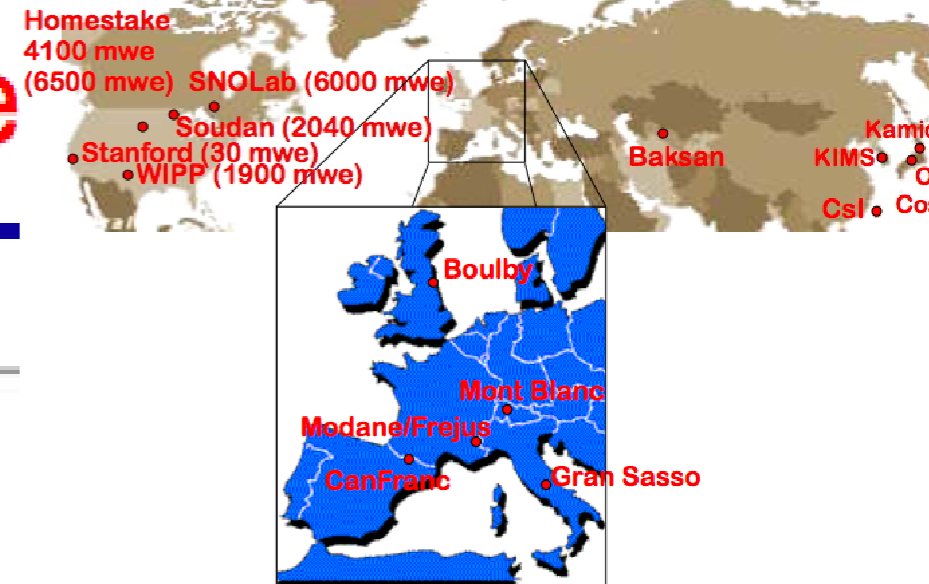 Homestake
4100 mwe
(6500 mwe) SNOLab (6000 mwe)
Soudan (2040 mwe)
Stanford (30 mwe)
WIPP (1900 mwe)
Baksan
KIMS
CsI
Boulby
Mont Blanc
Modane/Frejus
CanFranc
Gran Sasso